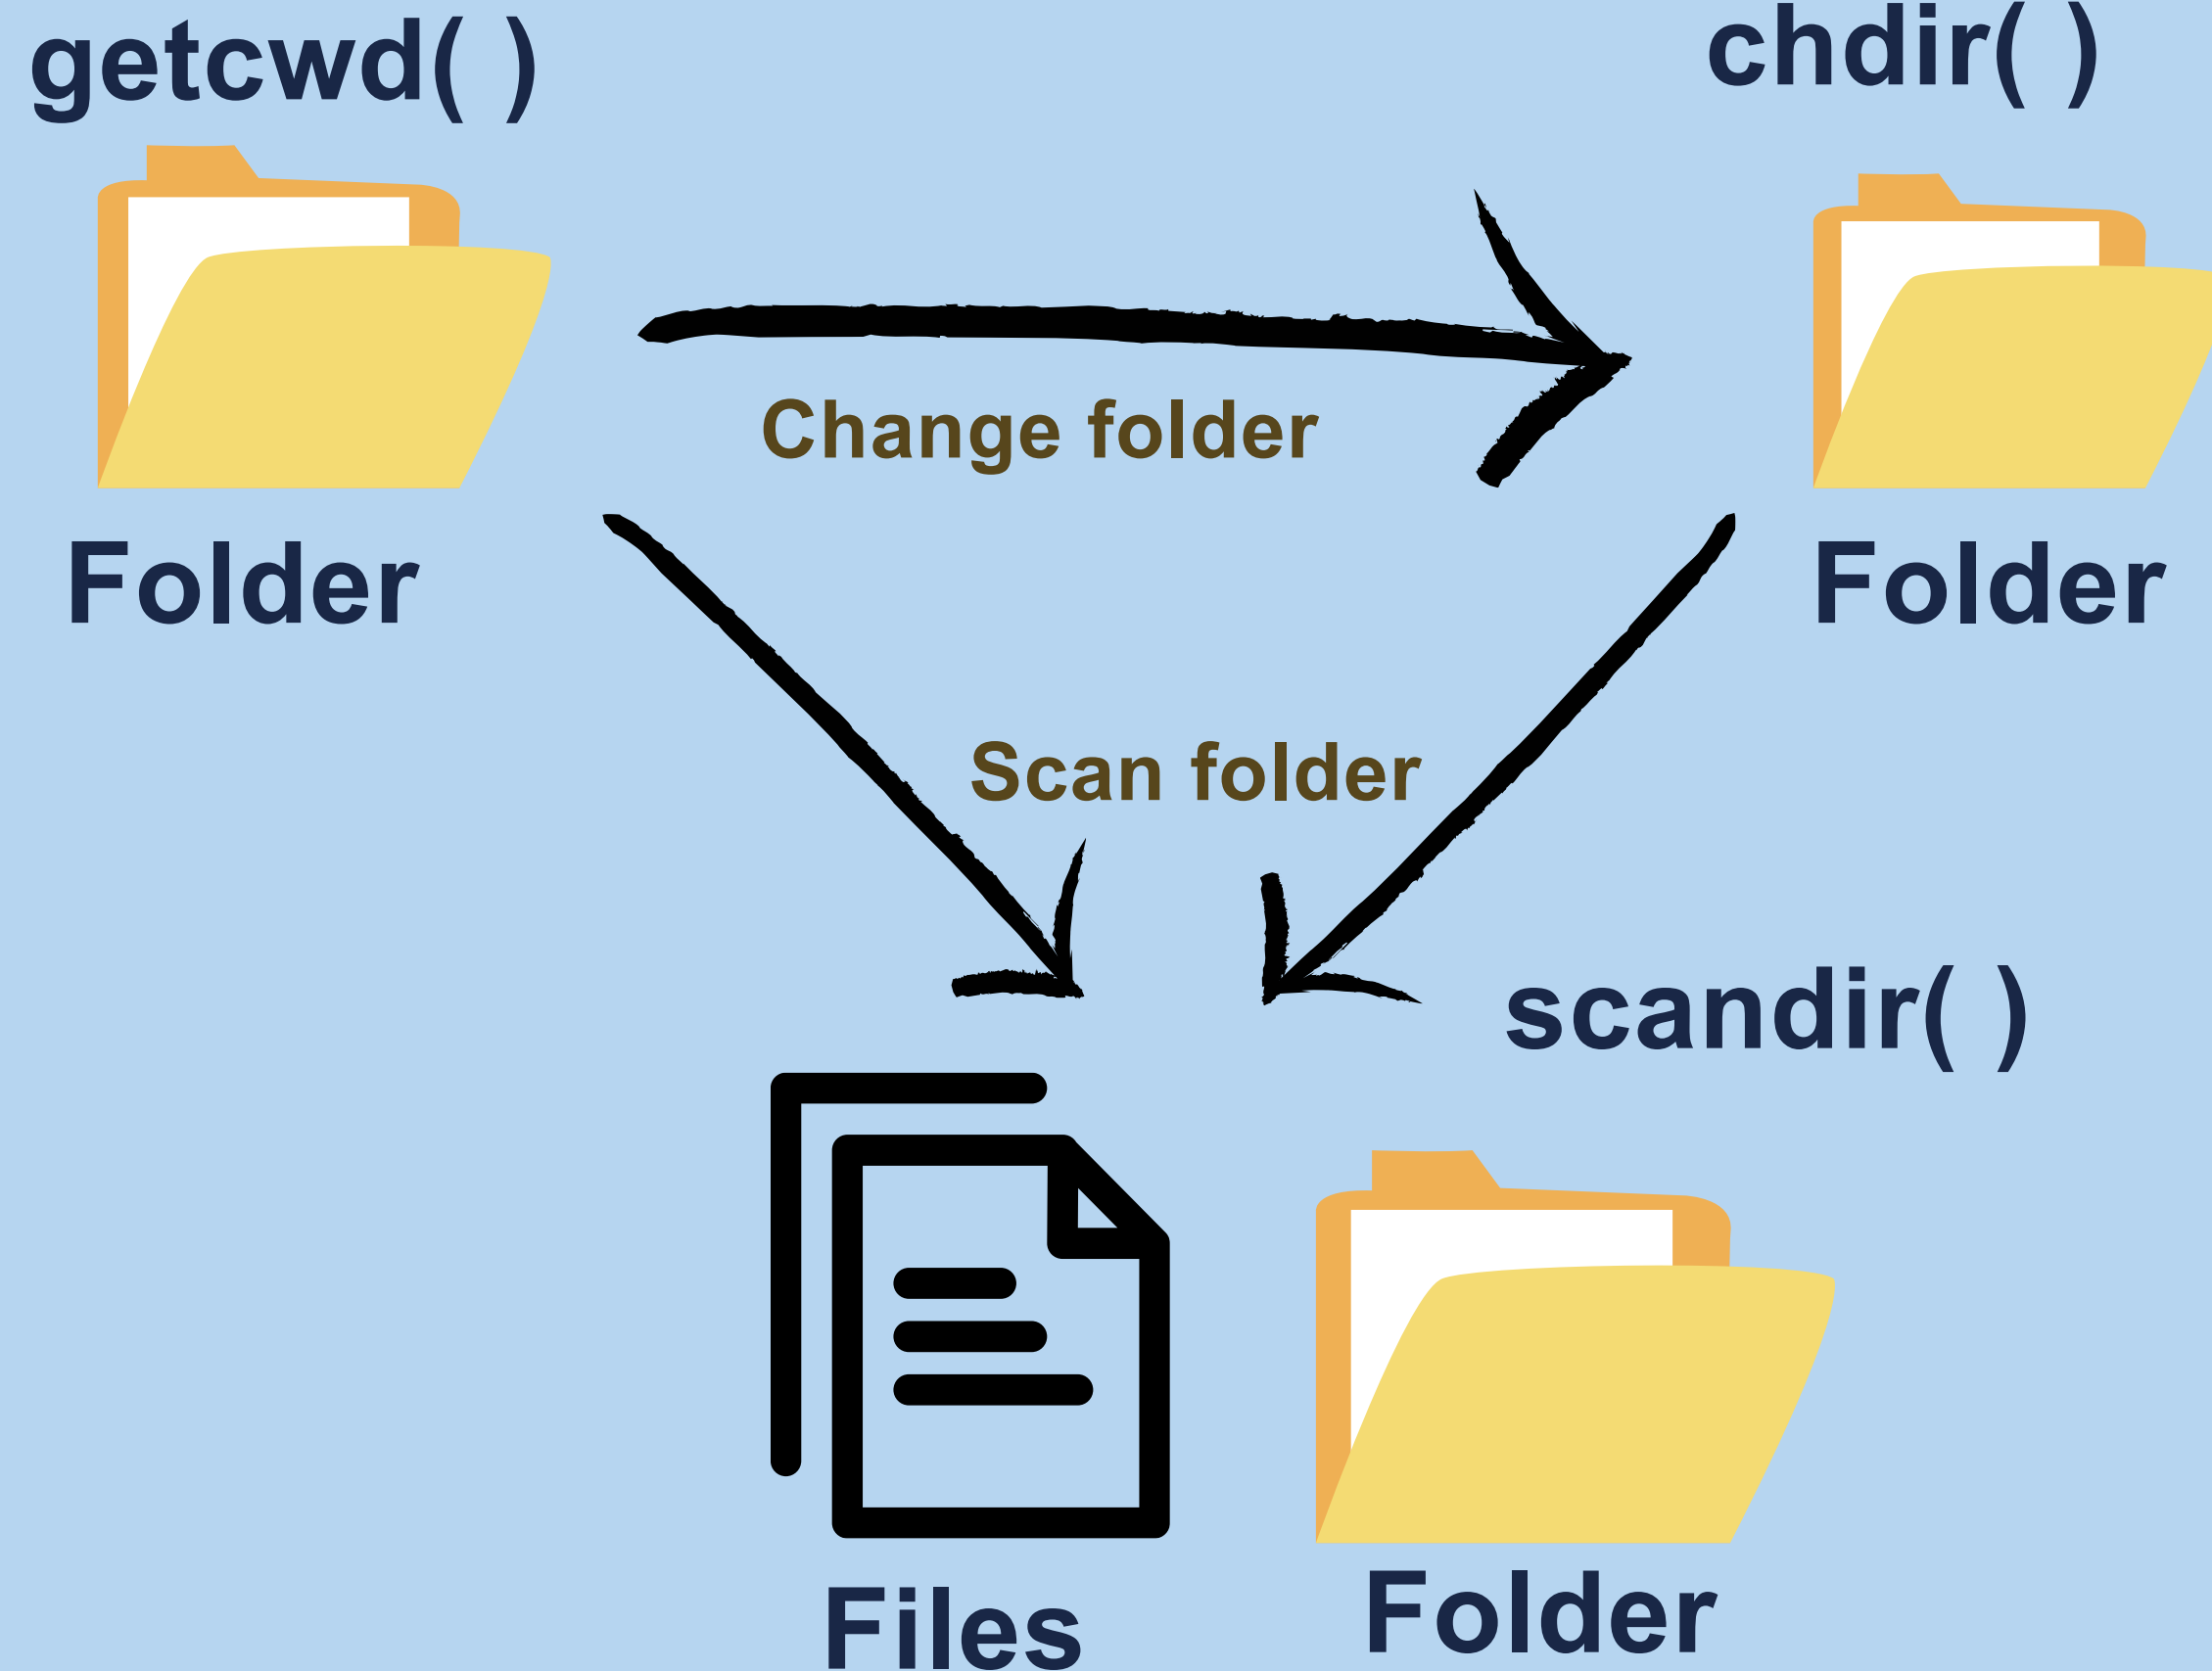 getcwd( )
chdir( )
Change folder
Folder
Folder
Scan folder
scandir( )
Files
Folder